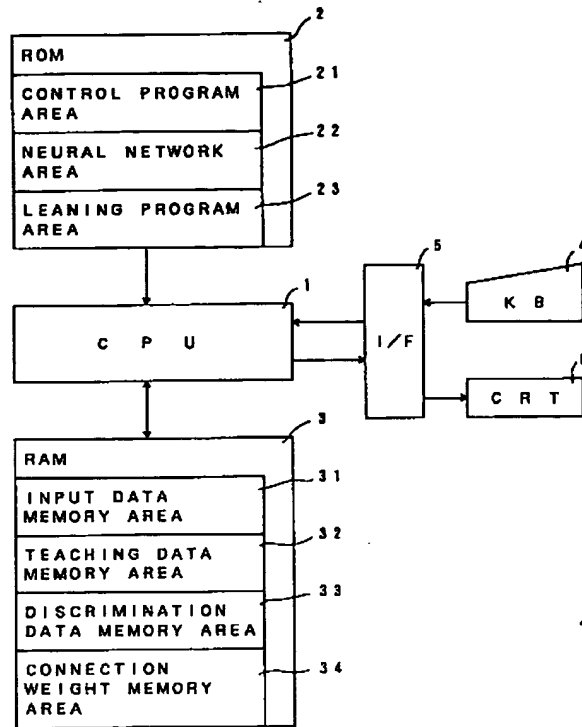 2
ROM
21
CONTROL PROGRAM
AREA
22
NEURAL NETWORK
AREA
23
LEANING PROGRAM
AREA
1
C P U
5
I/F
4
K B
C R T
3
RAM
31
INPUT DATA
MEMORY AREA
32
TEACHING DATA
MEMORY AREA
33
DISCRIMINATION
DATA MEMORY AREA
34
CONNECTION
WEIGHT MEMORY
AREA